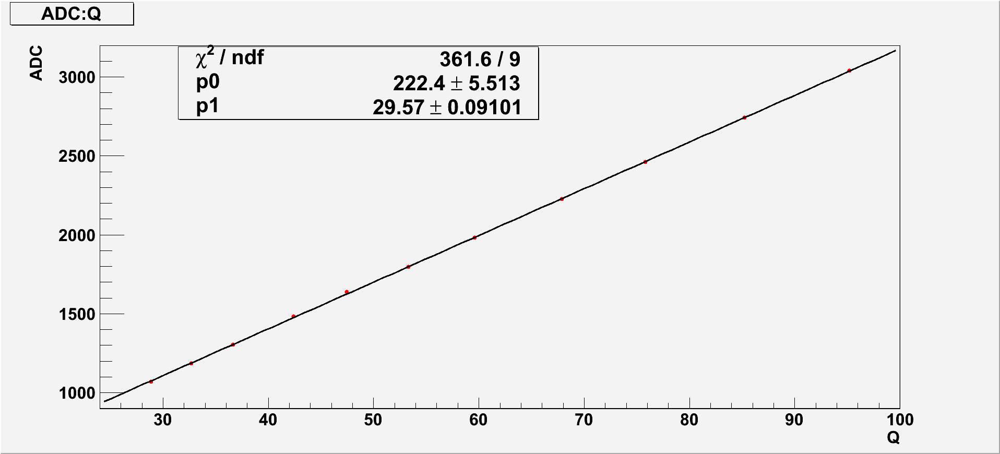 ADC:Q
ADC
χ2 / ndf 361.6 / 9
p0 222.4 ± 5.513
p1 29.57 ± 0.09101
3000
2500
2000
1500
1000
30 40 50 60 70 80 90 100
Q